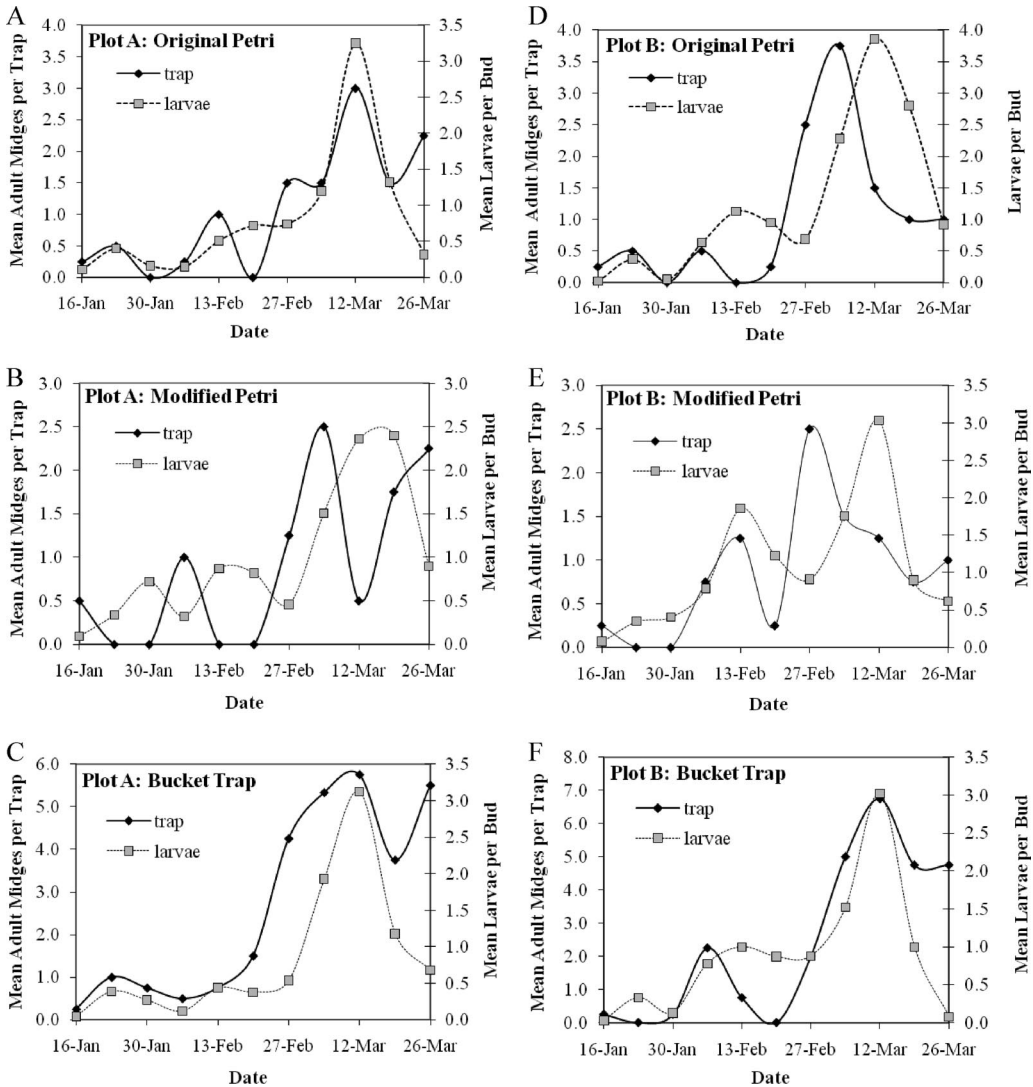 A
Plot A: Original Petri
trap
larvae
Mean Adult Midges per Trap
4.0
3.5
3.0
2.5
2.0
1.5
1.0
0.5
0.0
3.5
3.0
2.5
2.0
1.5
1.0
0.5
0.0
Mean Larvae per Bud
16-Jan 30-Jan 13-Feb 27-Feb 12-Mar 26-Mar
Date
D
Plot B: Original Petri
trap
larvae
Mean Adult Midges per Trap
4.0
3.5
3.0
2.5
2.0
1.5
1.0
0.5
0.0
4.0
3.5
3.0
2.5
2.0
1.5
1.0
0.5
0.0
Larvae per Bud
16-Jan 30-Jan 13-Feb 27-Feb 12-Mar 26-Mar
Date
B
Plot A: Modified Petri
trap
larvae
Mean Adult Midges per Trap
3.0
2.5
2.0
1.5
1.0
0.5
0.0
3.0
2.5
2.0
1.5
1.0
0.5
0.0
Mean Larvae per Bud
16-Jan 30-Jan 13-Feb 27-Feb 12-Mar 26-Mar
Date
E
Plot B: Modified Petri
trap
larvae
Mean Adult Midges per Trap
3.0
2.5
2.0
1.5
1.0
0.5
0.0
3.5
3.0
2.5
2.0
1.5
1.0
0.5
0.0
Mean Larvae per Bud
16-Jan 30-Jan 13-Feb 27-Feb 12-Mar 26-Mar
Date
C
Plot A: Bucket Trap
trap
larvae
Mean Adult Midges per Trap
6.0
5.0
4.0
3.0
2.0
1.0
0.0
3.5
3.0
2.5
2.0
1.5
1.0
0.5
0.0
Mean Larvae per Bud
16-Jan 30-Jan 13-Feb 27-Feb 12-Mar 26-Mar
Date
F
Plot B: Bucket Trap
trap
larvae
Mean Adult Midges per Trap
8.0
7.0
6.0
5.0
4.0
3.0
2.0
1.0
0.0
3.5
3.0
2.5
2.0
1.5
1.0
0.5
0.0
Mean Larvae per Bud
16-Jan 30-Jan 13-Feb 27-Feb 12-Mar 26-Mar
Date